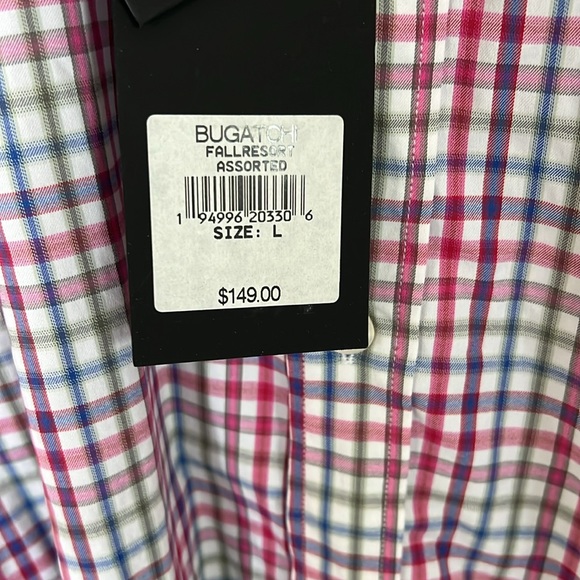 BUGATCHI
FALLRESORT
ASSORTED
1 94996 20330 6
SIZE: L
$149.00